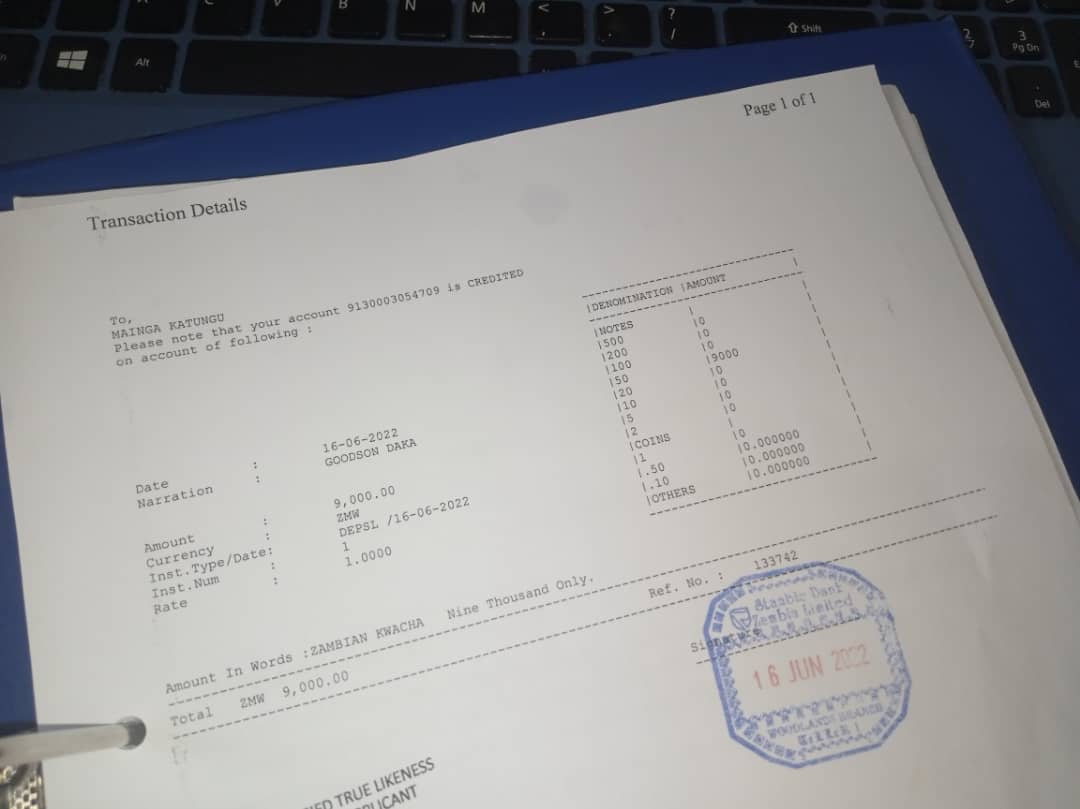 Page 1 of 1
Transaction Details
To,
MAINGA KATUNGU
Please note that your account 9130003054709 is CREDITED
on account of following :
Date : 16-06-2022
Narration : GOODSON DAKA
Amount : 9,000.00
Currency : ZMW
Inst.Type/Date: DEPSL /16-06-2022
Inst.Num : 1
Rate : 1.0000
|DENOMINATION |AMOUNT |
|NOTES |
|500 |0
|200 |0
|100 |0
|50 |9000
|20 |0
|10 |0
|5 |0
|2 |0
|COINS |
|1 |0
|.50 |0.000000
|.10 |0.000000
|OTHERS |0.000000
Amount In Words :ZAMBIAN KWACHA Nine Thousand Only.
Total ZMW 9,000.00
Ref. No. : 133742
Signature
Stanbic Bank
Zambia Limited
16 JUN 2022
WOODLANDS BRANCH
TELLER 1
TRUE LIKENESS
Alt
B
N
M
<
,
>
.
?
/
Shift
3
Pg Dn
.
Del